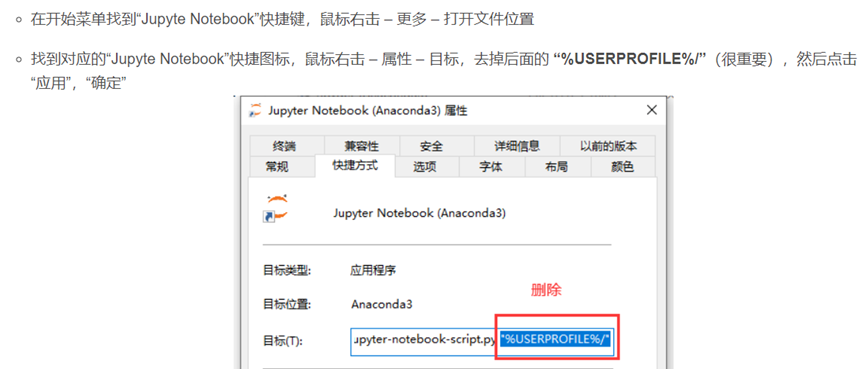 在开始菜单找到“Jupyte Notebook”快捷键，鼠标右击 – 更多 – 打开文件位置
找到对应的“Jupyte Notebook”快捷图标，鼠标右击 – 属性 – 目标，去掉后面的 “%USERPROFILE%/”（很重要），然后点击
“应用”，“确定”
Jupyter Notebook (Anaconda3) 属性
终端 兼容性 安全 详细信息 以前的版本
常规 快捷方式 选项 字体 布局 颜色
Jupyter Notebook (Anaconda3)
目标类型: 应用程序
删除
目标位置: Anaconda3
目标(T): upyter-notebook-script.py "%USERPROFILE%/"